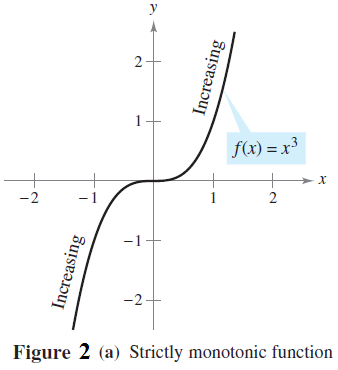 y
2
Increasing
1
f(x) = x³
x
−2
−1
1
2
−1
Increasing
−2
Figure 2 (a) Strictly monotonic function